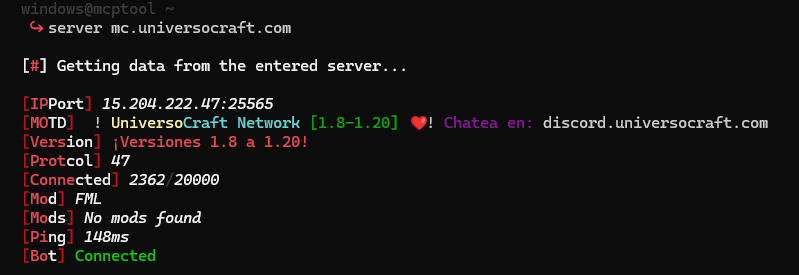 windows@mcptool ~
↪ server mc.universocraft.com
[#] Getting data from the entered server...
[IPPort] 15.204.222.47:25565
[MOTD]  ! UniversoCraft Network [1.8-1.20] ❤! Chatea en: discord.universocraft.com
[Version] ¡Versiones 1.8 a 1.20!
[Protcol] 47
[Connected] 2362/20000
[Mod] FML
[Mods] No mods found
[Ping] 148ms
[Bot] Connected